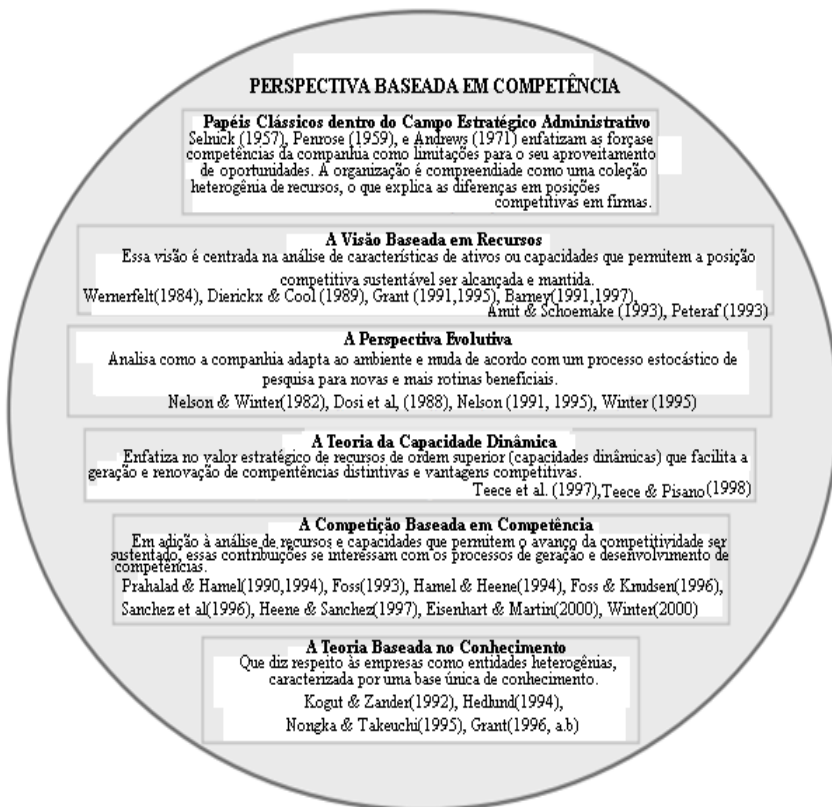 PERSPECTIVA BASEADA EM COMPETÊNCIA
Papéis Clássicos dentro do Campo Estratégico Administrativo
Selnick (1957), Penrose (1959), e Andrews (1971) enfatizam as forçase
competências da companhia como limitações para o seu aproveitamento
de oportunidades. A organização é compreendiade como uma coleção
heterogênia de recursos, o que explica as diferenças em posições
competitivas em firmas.
A Visão Baseada em Recursos
Essa visão é centrada na análise de características de ativos ou capacidades que permitem a posição
competitiva sustentável ser alcançada e mantida.
Wernerfelt(1984), Dierickx & Cool (1989), Grant (1991,1995), Barney(1991,1997),
Amit & Schoemake (1993), Peteraf (1993)
A Perspectiva Evolutiva
Analisa como a companhia adapta ao ambiente e muda de acordo com um processo estocástico de
pesquisa para novas e mais rotinas beneficiais.
Nelson & Winter(1982), Dosi et al, (1988), Nelson (1991, 1995), Winter (1995)
A Teoria da Capacidade Dinâmica
Enfatiza no valor estratégico de recursos de ordem superior (capacidades dinâmicas) que facilita a
geração e renovação de compentências distintivas e vantagens competitivas.
Teece et al. (1997),Teece & Pisano(1998)
A Competição Baseada em Competência
Em adição à análise de recursos e capacidades que permitem o avanço da competitividade ser
sustentado, essas contribuições se interessam com os processos de geração e desenvolvimento de
competências.
Prahalad & Hamel(1990,1994), Foss(1993), Hamel & Heene(1994), Foss & Knudsen(1996),
Sanchez et al(1996), Heene & Sanchez(1997), Eisenhart & Martin(2000), Winter(2000)
A Teoria Baseada no Conhecimento
Que diz respeito às empresas como entidades heterogênias,
caracterizada por uma base única de conhecimento.
Kogut & Zander(1992), Hedlund(1994),
Nongka & Takeuchi(1995), Grant(1996, a.b)